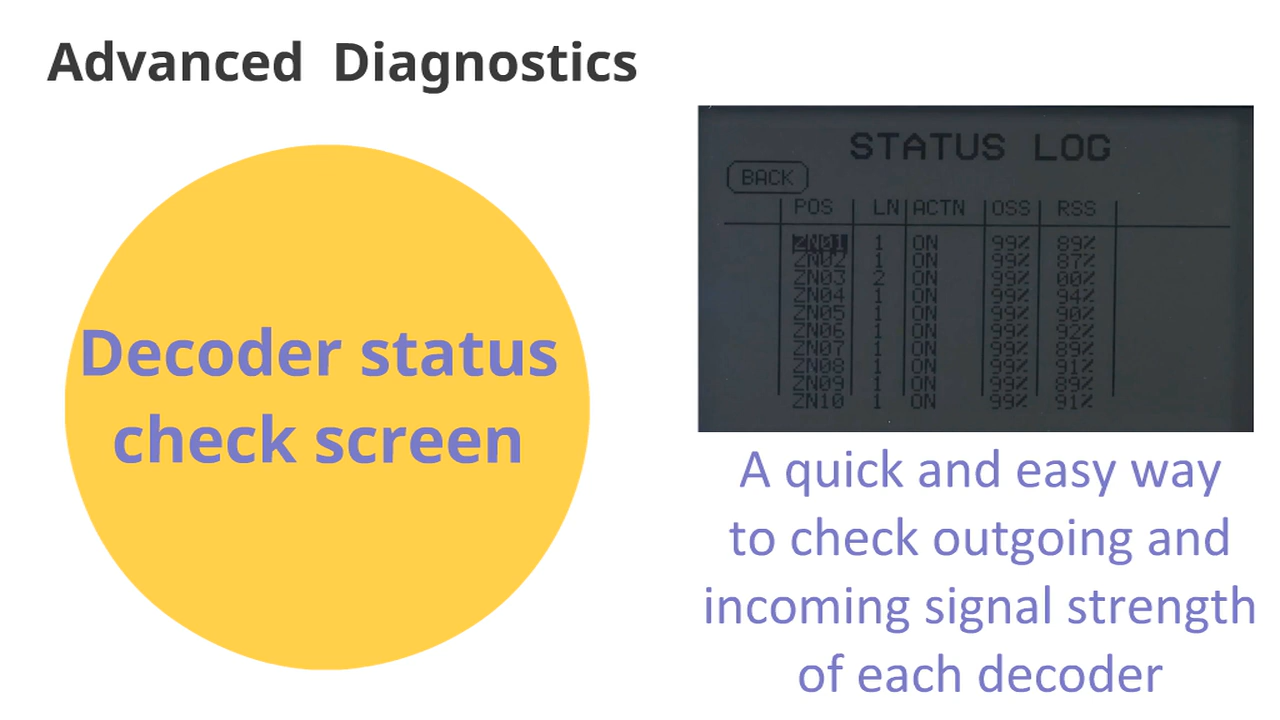 Advanced Diagnostics
Decoder status
check screen
STATUS LOG
BACK
POS LN ACTN OSS RSS
ZN01 1 ON 99% 89%
ZN02 1 ON 99% 87%
ZN03 2 ON 99% 00%
ZN04 1 ON 99% 94%
ZN05 1 ON 99% 90%
ZN06 1 ON 99% 92%
ZN07 1 ON 99% 89%
ZN08 1 ON 99% 91%
ZN09 1 ON 99% 89%
ZN10 1 ON 99% 91%
A quick and easy way
to check outgoing and
incoming signal strength
of each decoder